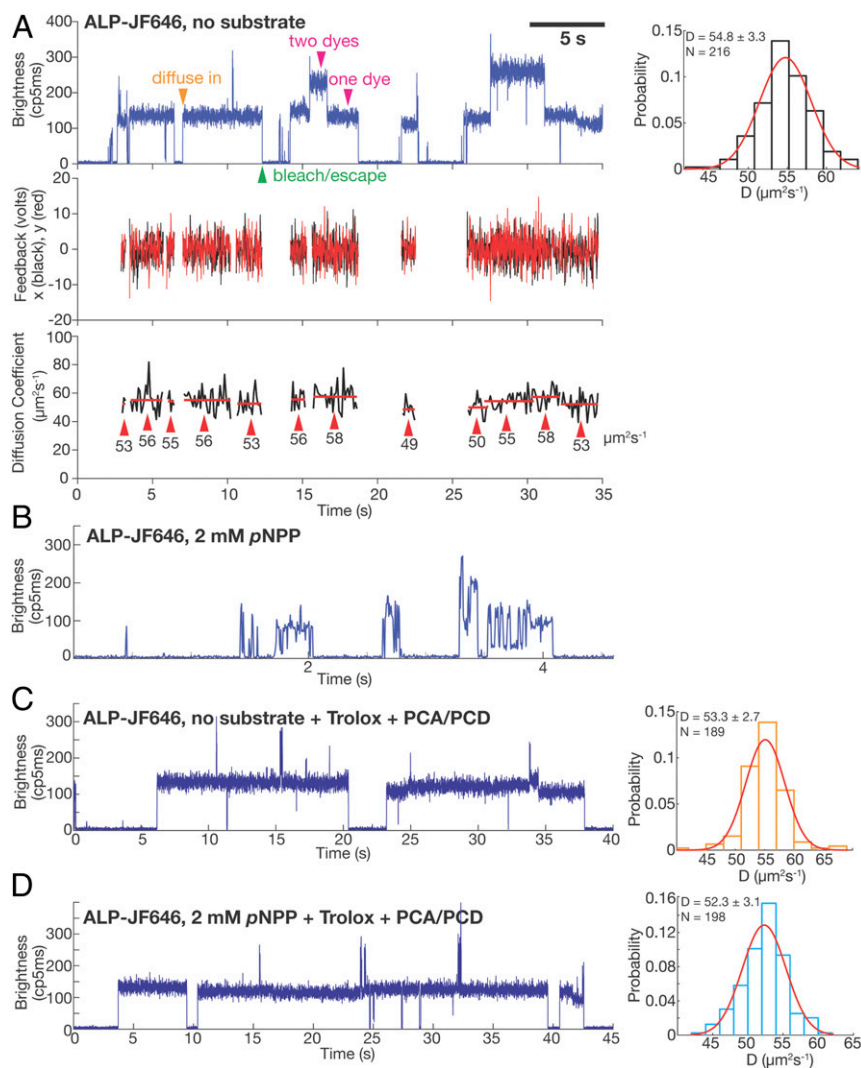 A
ALP-JF646, no substrate
5 s
400
300
200
100
0
Brightness
(cp5ms)
diffuse in
two dyes
one dye
bleach/escape
D = 54.8 ± 3.3
N = 216
0.15
0.1
0.05
0
Probability
45 50 55 60
D (µm²s⁻¹)
20
10
0
-10
-20
Feedback (volts)
x (black), y (red)
100
80
60
40
20
0
Diffusion Coefficient
(µm²s⁻¹)
53 56 55 56 53 56 58 49 50 55 58 53 µm²s⁻¹
5 10 15 20 25 30 35
Time (s)
B
ALP-JF646, 2 mM pNPP
300
200
100
0
Brightness
(cp5ms)
2 4
Time (s)
C
ALP-JF646, no substrate + Trolox + PCA/PCD
300
200
100
0
Brightness
(cp5ms)
0 5 10 15 20 25 30 35 40
Time (s)
D = 53.3 ± 2.7
N = 189
0.15
0.1
0.05
0
Probability
45 50 55 60 65
D (µm²s⁻¹)
D
ALP-JF646, 2 mM pNPP + Trolox + PCA/PCD
300
200
100
0
Brightness
(cp5ms)
0 5 10 15 20 25 30 35 40 45
Time (s)
D = 52.3 ± 3.1
N = 198
0.16
0.12
0.08
0.04
0
Probability
45 50 55 60 65
D (µm²s⁻¹)